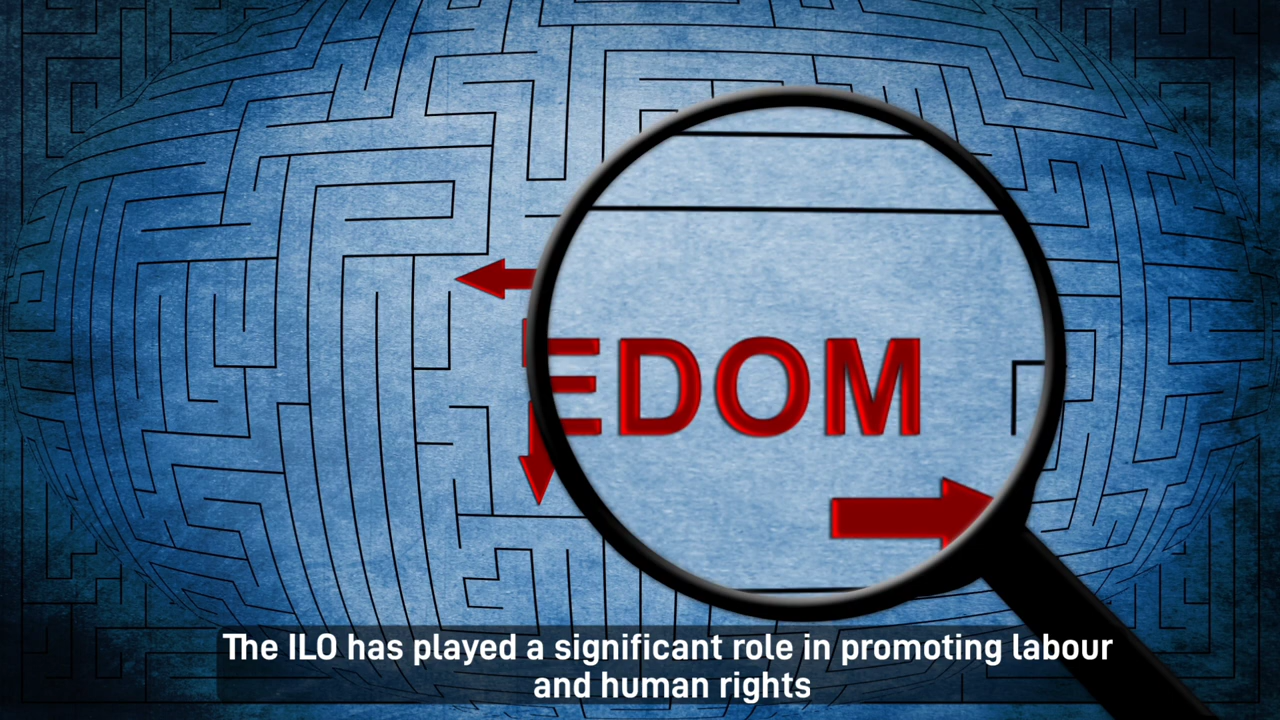 EDOM
The ILO has played a significant role in promoting labour
and human rights